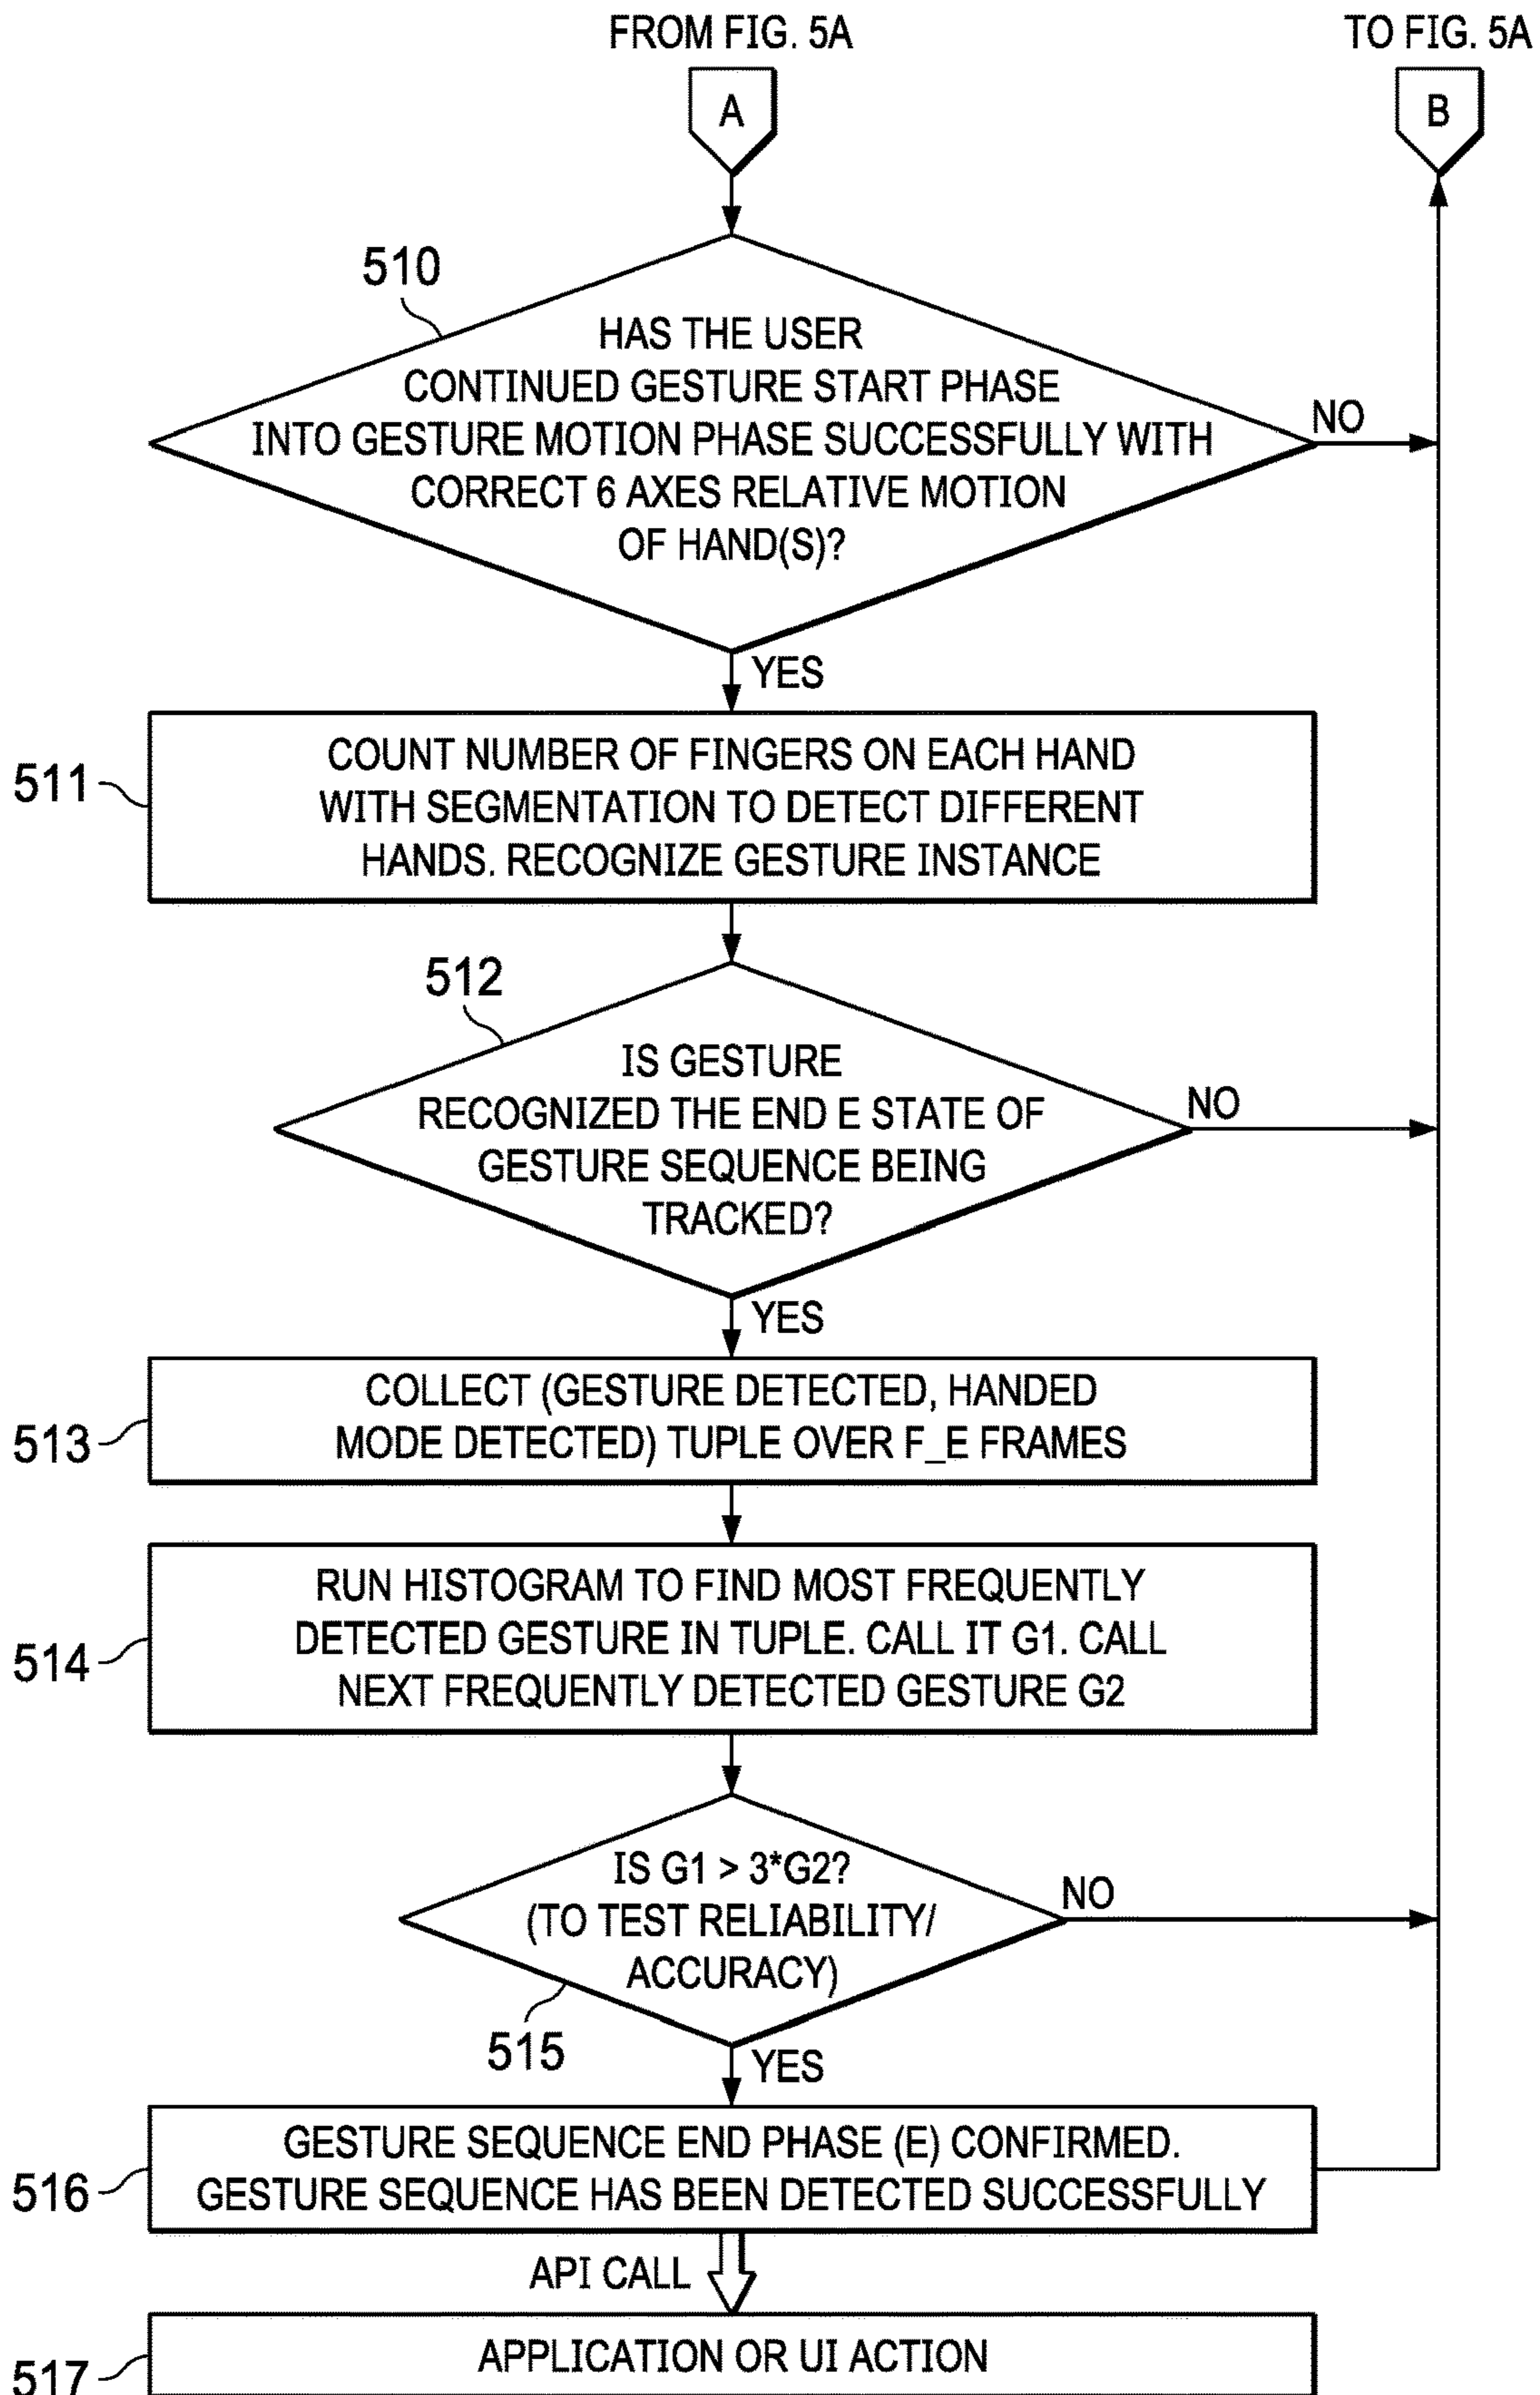 FROM FIG. 5A
TO FIG. 5A
A
B
510
HAS THE USER
CONTINUED GESTURE START PHASE
INTO GESTURE MOTION PHASE SUCCESSFULLY WITH
CORRECT 6 AXES RELATIVE MOTION
OF HAND(S)?
NO
YES
511
COUNT NUMBER OF FINGERS ON EACH HAND
WITH SEGMENTATION TO DETECT DIFFERENT
HANDS. RECOGNIZE GESTURE INSTANCE
512
IS GESTURE
RECOGNIZED THE END E STATE OF
GESTURE SEQUENCE BEING
TRACKED?
NO
YES
513
COLLECT (GESTURE DETECTED, HANDED
MODE DETECTED) TUPLE OVER F_E FRAMES
514
RUN HISTOGRAM TO FIND MOST FREQUENTLY
DETECTED GESTURE IN TUPLE. CALL IT G1. CALL
NEXT FREQUENTLY DETECTED GESTURE G2
IS G1 > 3*G2?
(TO TEST RELIABILITY/
ACCURACY)
NO
515
YES
516
GESTURE SEQUENCE END PHASE (E) CONFIRMED.
GESTURE SEQUENCE HAS BEEN DETECTED SUCCESSFULLY
API CALL
517
APPLICATION OR UI ACTION